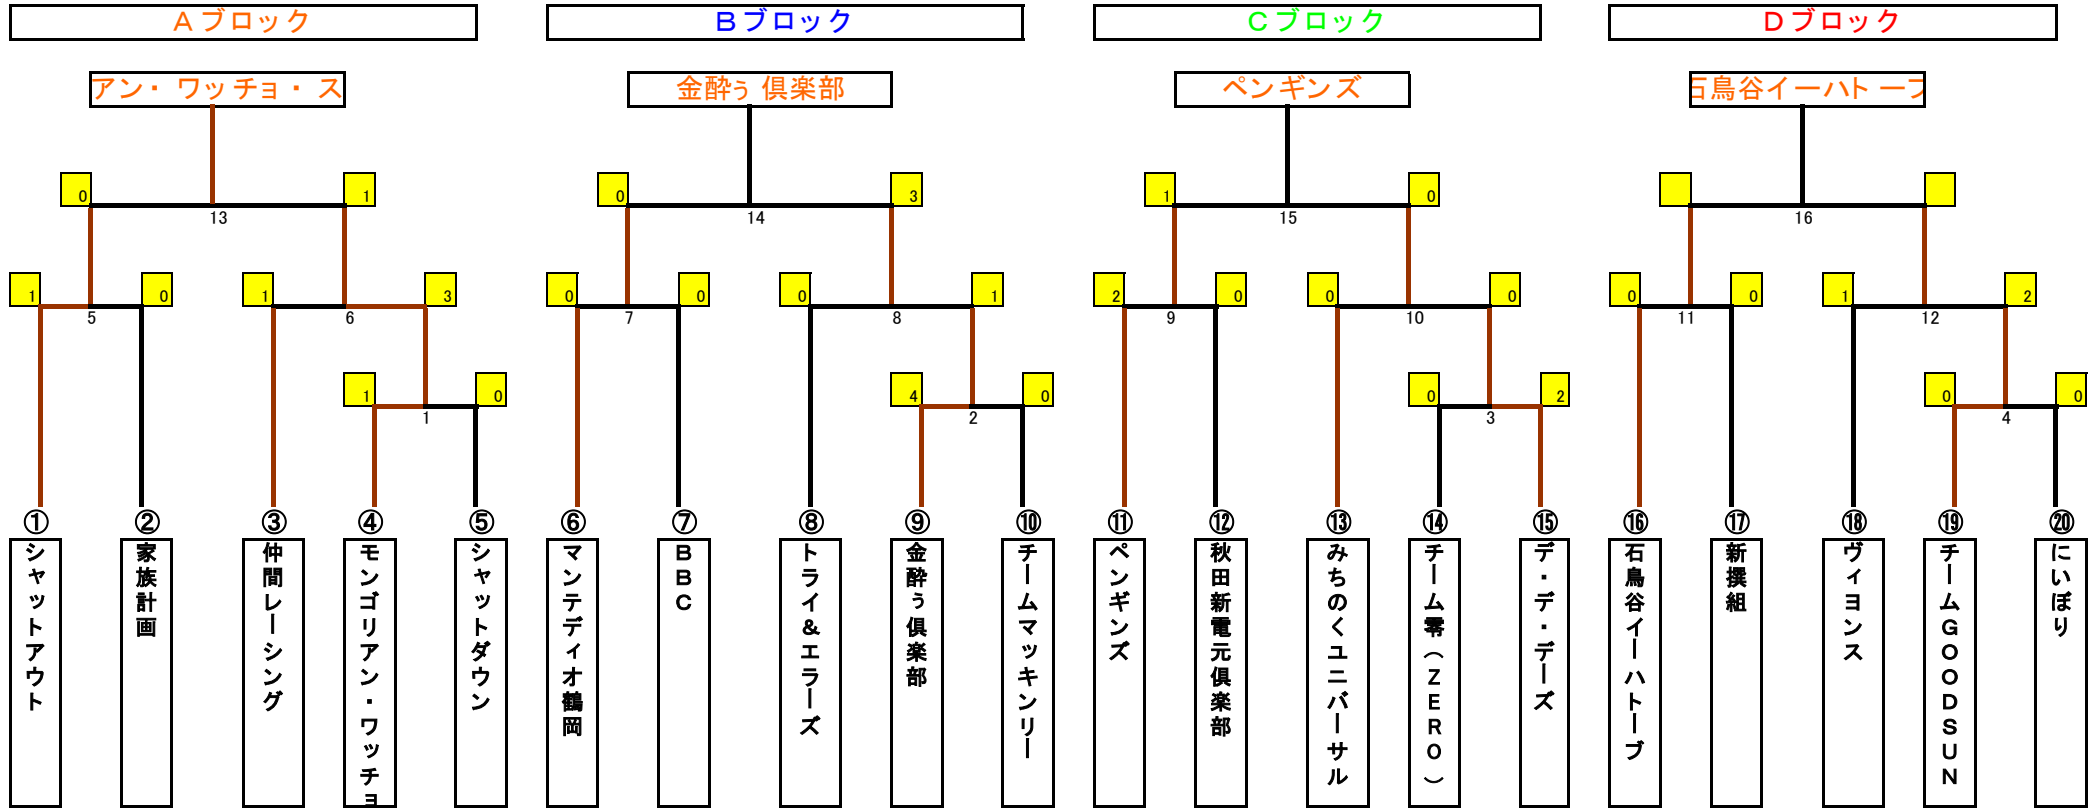 Aブロック
Bブロック
Cブロック
Dブロック
アン・ワッチョ・ス
金酔ぅ倶楽部
ペンギンズ
石鳥谷イーハトーブ
0 1 0 3 1 0
13 14 15 16
1 0 1 3 0 0 0 1 2 0 0 0 0 0 1 2
5 6 7 8 9 10 11 12
1 0 4 0 0 2 0 0
1 2 3 4
① ② ③ ④ ⑤ ⑥ ⑦ ⑧ ⑨ ⑩ ⑪ ⑫ ⑬ ⑭ ⑮ ⑯ ⑰ ⑱ ⑲ ⑳
シャットアウト
家族計画
仲間レーシング
モンゴリアン・ワッチョ
シャットダウン
マンテディオ鶴岡
BBC
トライ&エラーズ
金酔ぅ倶楽部
チームマッキンリー
ペンギンズ
秋田新電元倶楽部
みちのくユニバーサル
チーム零(ZERO)
デ・デ・デーズ
石鳥谷イーハトーブ
新撰組
ヴィヨンス
チームGOODSUN
にいぼり